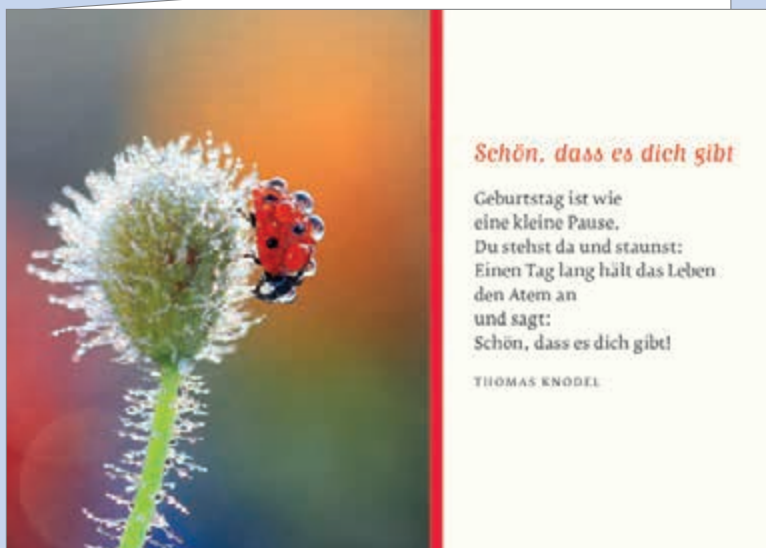 Schön, dass es dich gibt
Geburtstag ist wie
eine kleine Pause.
Du stehst da und staunst:
Einen Tag lang hält das Leben
den Atem an
und sagt:
Schön, dass es dich gibt!
THOMAS KNODEL